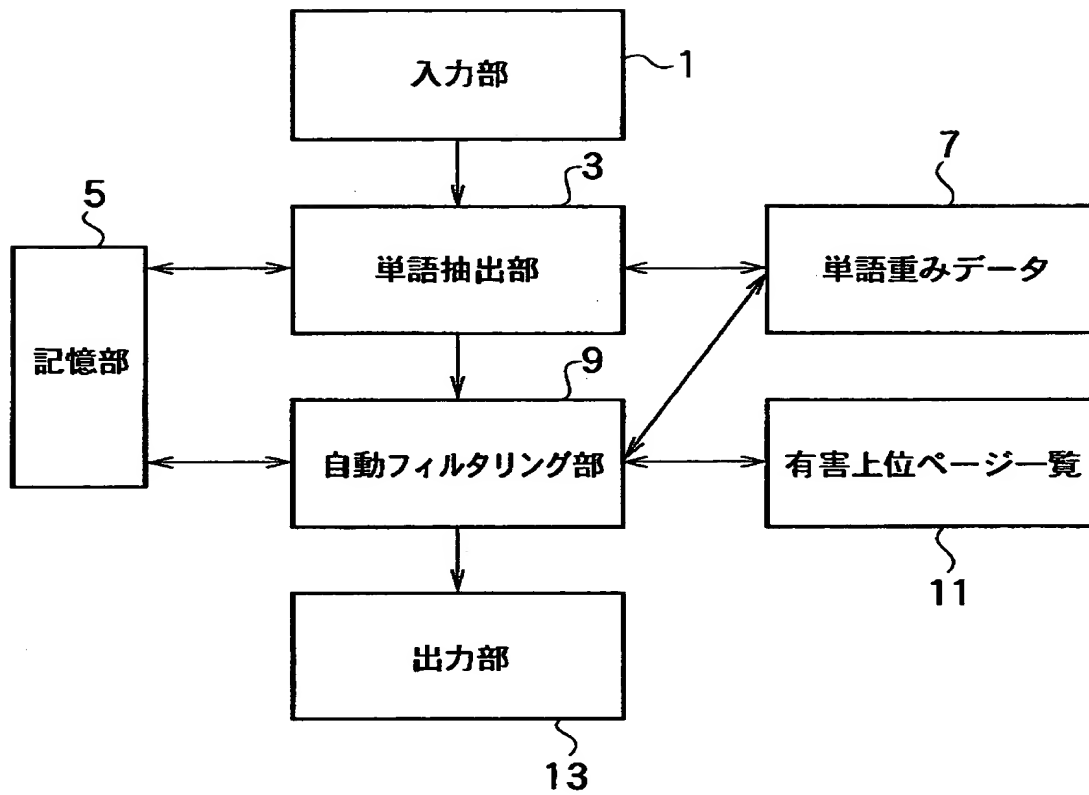 入力部
1
3
単語抽出部
5
記憶部
7
単語重みデータ
9
自動フィルタリング部
有害上位ページ一覧
11
出力部
13